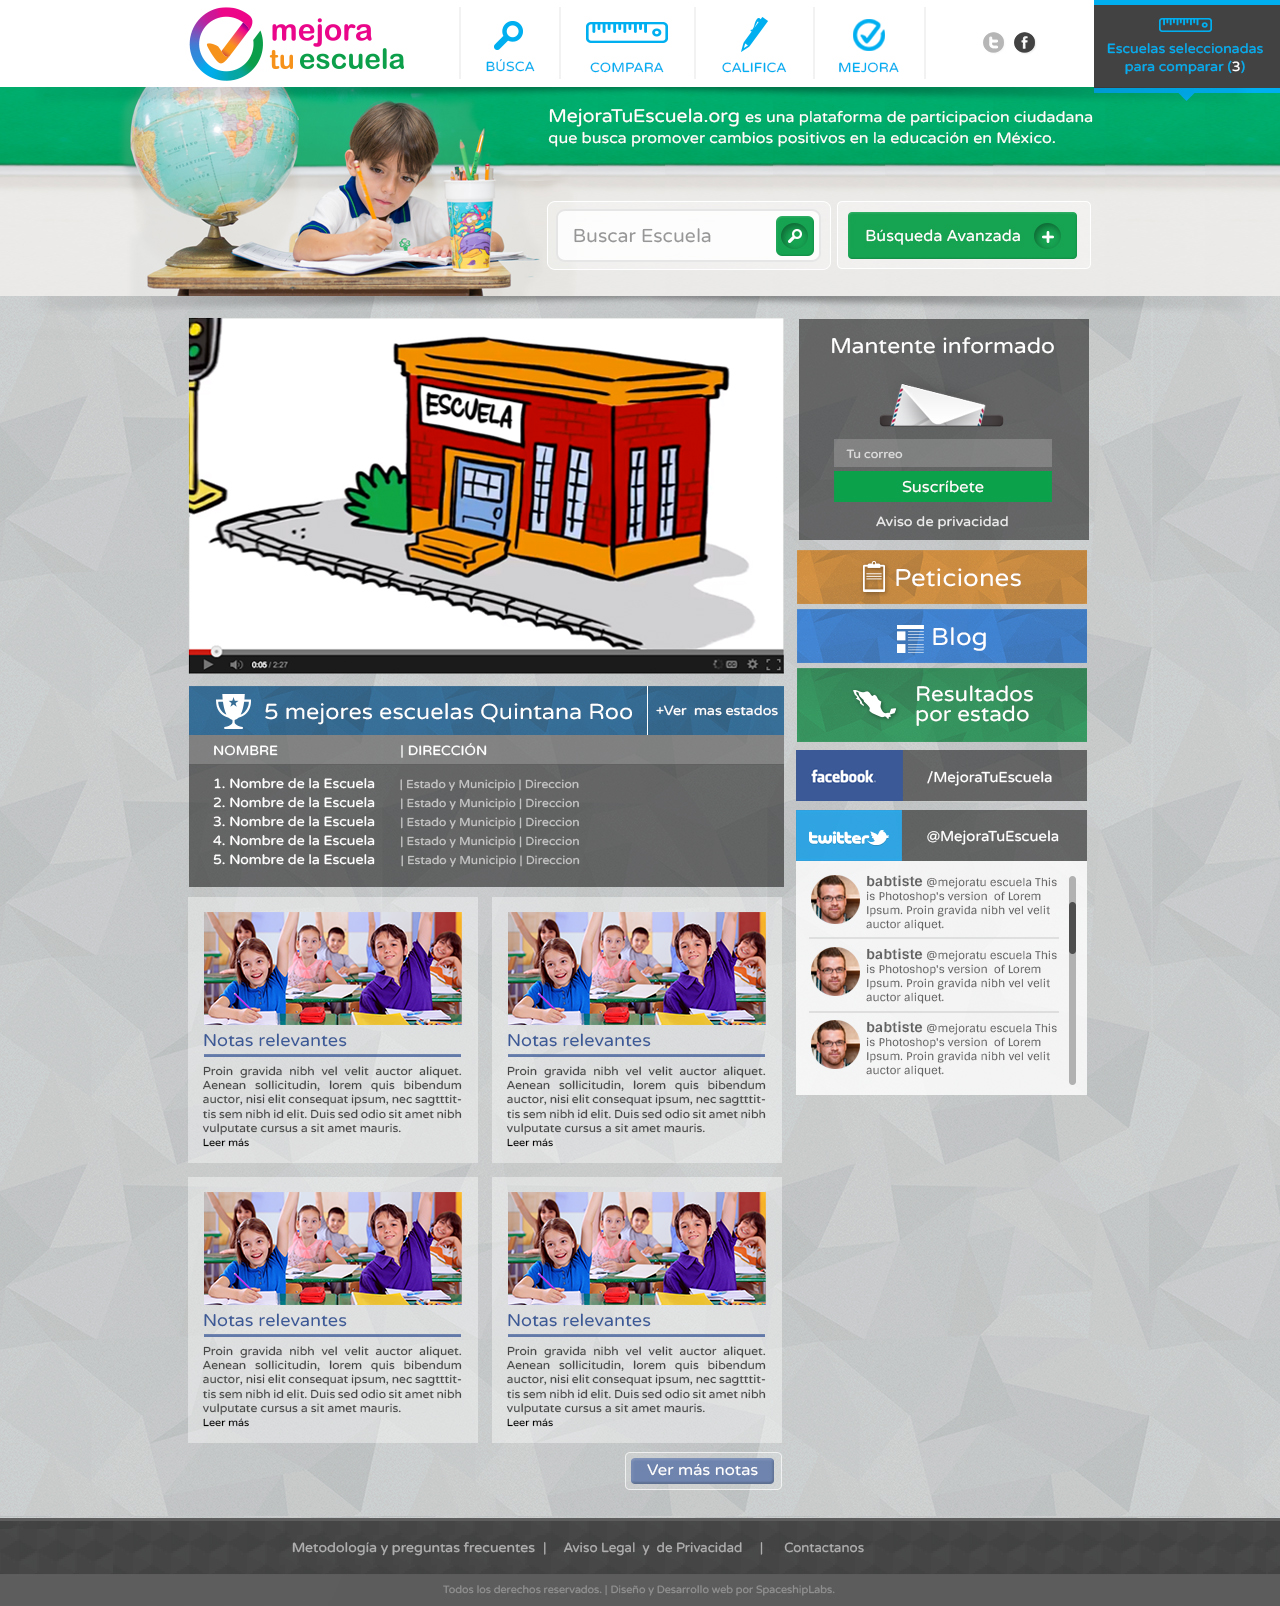 mejora
tu escuela
BÚSCA
COMPARA
CALIFICA
MEJORA
Escuelas seleccionadas
para comparar (3)
MejoraTuEscuela.org es una plataforma de participacion ciudadana
que busca promover cambios positivos en la educación en México.
Buscar Escuela
Búsqueda Avanzada
ESCUELA
0:05 / 2:27
Mantente informado
Tu correo
Suscríbete
Aviso de privacidad
Peticiones
Blog
Resultados
por estado
facebook.
/MejoraTuEscuela
twitter
@MejoraTuEscuela
babtiste @mejoratu escuela This
is Photoshop's version  of Lorem
Ipsum. Proin gravida nibh vel velit
auctor aliquet.
babtiste @mejoratu escuela This
is Photoshop's version  of Lorem
Ipsum. Proin gravida nibh vel velit
auctor aliquet.
babtiste @mejoratu escuela This
is Photoshop's version  of Lorem
Ipsum. Proin gravida nibh vel velit
auctor aliquet.
5 mejores escuelas Quintana Roo
+Ver  mas estados
NOMBRE | DIRECCIÓN
1. Nombre de la Escuela | Estado y Municipio | Direccion
2. Nombre de la Escuela | Estado y Municipio | Direccion
3. Nombre de la Escuela | Estado y Municipio | Direccion
4. Nombre de la Escuela | Estado y Municipio | Direccion
5. Nombre de la Escuela | Estado y Municipio | Direccion
Notas relevantes
Proin gravida nibh vel velit auctor aliquet.
Aenean sollicitudin, lorem quis bibendum
auctor, nisi elit consequat ipsum, nec sagtttit-
tis sem nibh id elit. Duis sed odio sit amet nibh
vulputate cursus a sit amet mauris.
Leer más
Notas relevantes
Proin gravida nibh vel velit auctor aliquet.
Aenean sollicitudin, lorem quis bibendum
auctor, nisi elit consequat ipsum, nec sagtttit-
tis sem nibh id elit. Duis sed odio sit amet nibh
vulputate cursus a sit amet mauris.
Leer más
Notas relevantes
Proin gravida nibh vel velit auctor aliquet.
Aenean sollicitudin, lorem quis bibendum
auctor, nisi elit consequat ipsum, nec sagtttit-
tis sem nibh id elit. Duis sed odio sit amet nibh
vulputate cursus a sit amet mauris.
Leer más
Notas relevantes
Proin gravida nibh vel velit auctor aliquet.
Aenean sollicitudin, lorem quis bibendum
auctor, nisi elit consequat ipsum, nec sagtttit-
tis sem nibh id elit. Duis sed odio sit amet nibh
vulputate cursus a sit amet mauris.
Leer más
Ver más notas
Metodología y preguntas frecuentes | Aviso Legal  y  de Privacidad | Contactanos
Todos los derechos reservados. | Diseño y Desarrollo web por SpaceshipLabs.